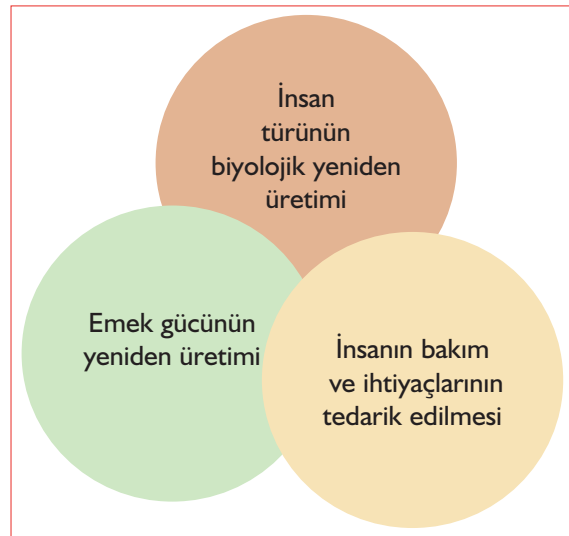 İnsan
türünün
biyolojik yeniden
üretimi
Emek gücünün
yeniden üretimi
İnsanın bakım
ve ihtiyaçlarının
tedarik edilmesi